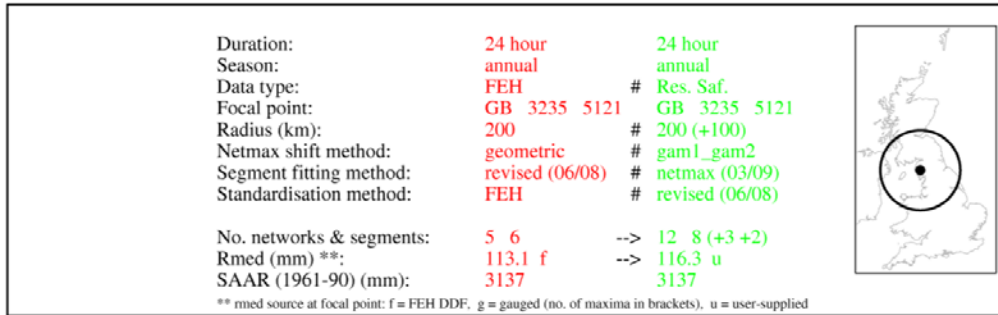 Duration: 24 hour 24 hour
Season: annual annual
Data type: FEH # Res. Saf.
Focal point: GB 3235 5121 GB 3235 5121
Radius (km): 200 # 200 (+100)
Netmax shift method: geometric # gam1_gam2
Segment fitting method: revised (06/08) # netmax (03/09)
Standardisation method: FEH # revised (06/08)
No. networks & segments: 5 6 --> 12 8 (+3 +2)
Rmed (mm) **: 113.1 f --> 116.3 u
SAAR (1961-90) (mm): 3137 3137
** rmed source at focal point: f = FEH DDF, g = gauged (no. of maxima in brackets), u = user-supplied